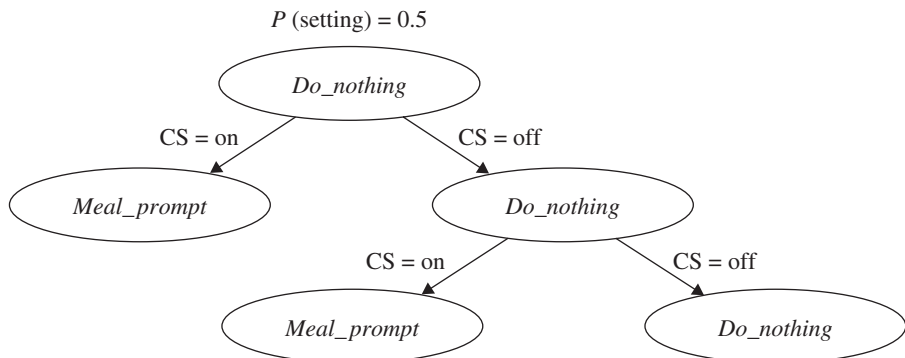 P (setting) = 0.5
Do_nothing
CS = on
CS = off
Meal_prompt
Do_nothing
CS = on
CS = off
Meal_prompt
Do_nothing